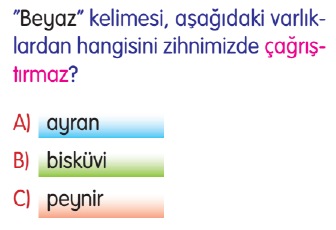 "Beyaz" kelimesi, aşağıdaki varlık-
lardan hangisini zihnimizde çağrış-
tırmaz?
A) ayran
B) bisküvi
C) peynir